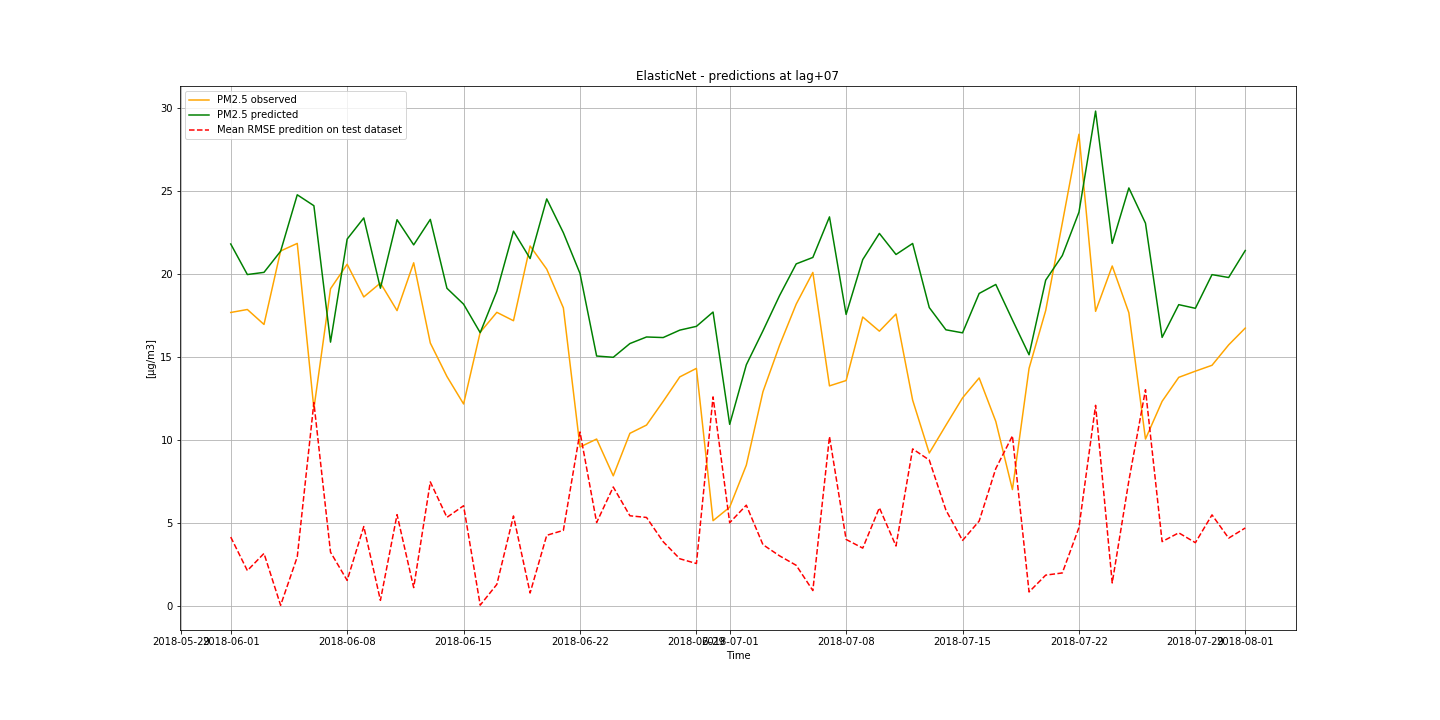 ElasticNet - predictions at lag+07
PM2.5 observed
PM2.5 predicted
Mean RMSE predition on test dataset
30
25
20
15
10
5
0
[µg/m3]
2018-05-29 2018-06-01 2018-06-08 2018-06-15 2018-06-22 2018-06-29 2018-07-01 2018-07-08 2018-07-15 2018-07-22 2018-07-29 2018-08-01
Time